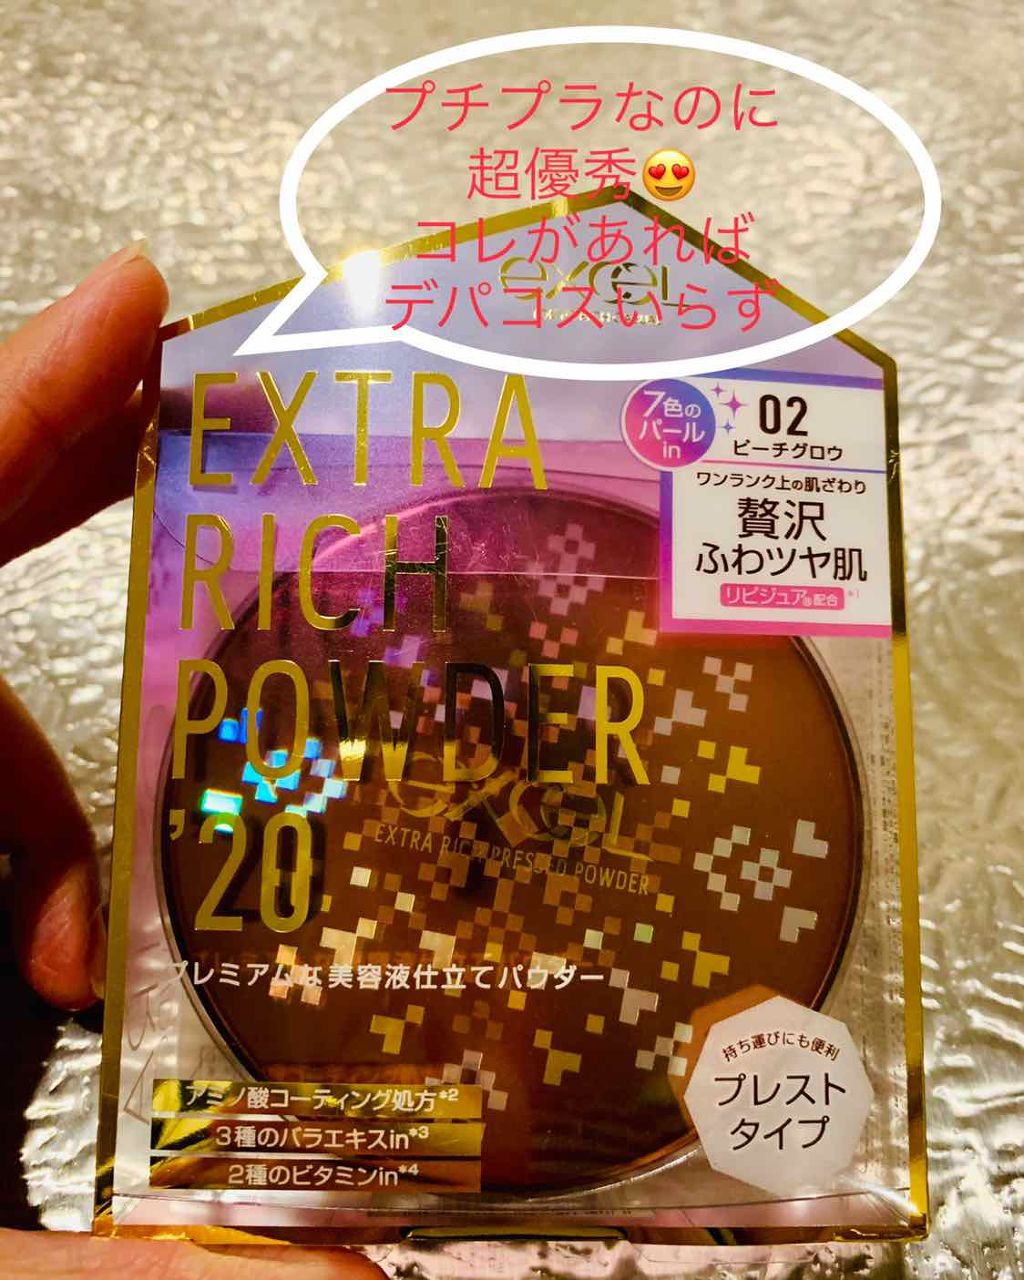 プチプラなのに
超優秀😍
コレがあれば
デパコスいらず
excel
EXTRA
RICH
POWDER
'20
7色の
パール
in
02
ピーチグロウ
ワンランク上の肌ざわり
贅沢
ふわツヤ肌
リピジュア®配合*1
excel
EXTRA RICH PRESSED POWDER
プレミアムな美容液仕立てパウダー
アミノ酸コーティング処方*2
3種のバラエキスin*3
2種のビタミンin*4
持ち運びにも便利
プレスト
タイプ